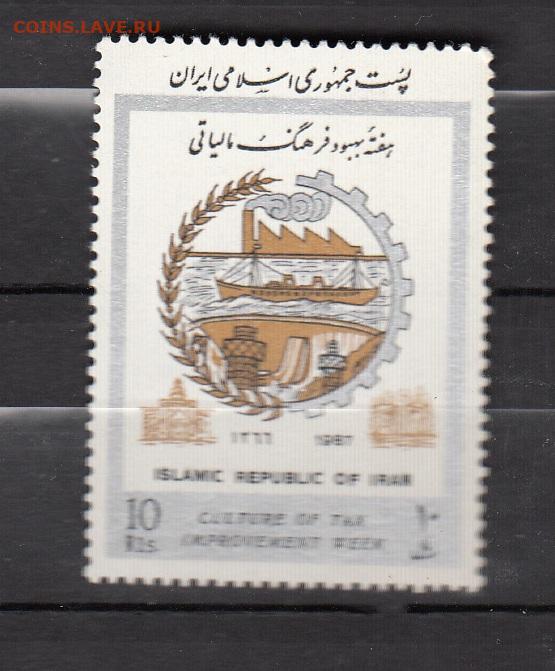 COINS.LAVE.RU
پست جمهوری اسلامی ایران
هفتهٔ بهبود فرهنگ مالیاتی
۱۳۶۶ 1987
ISLAMIC REPUBLIC OF IRAN
10 CULTURE OF TAX ۱۰
Rls. IMPROVEMENT WEEK ریال